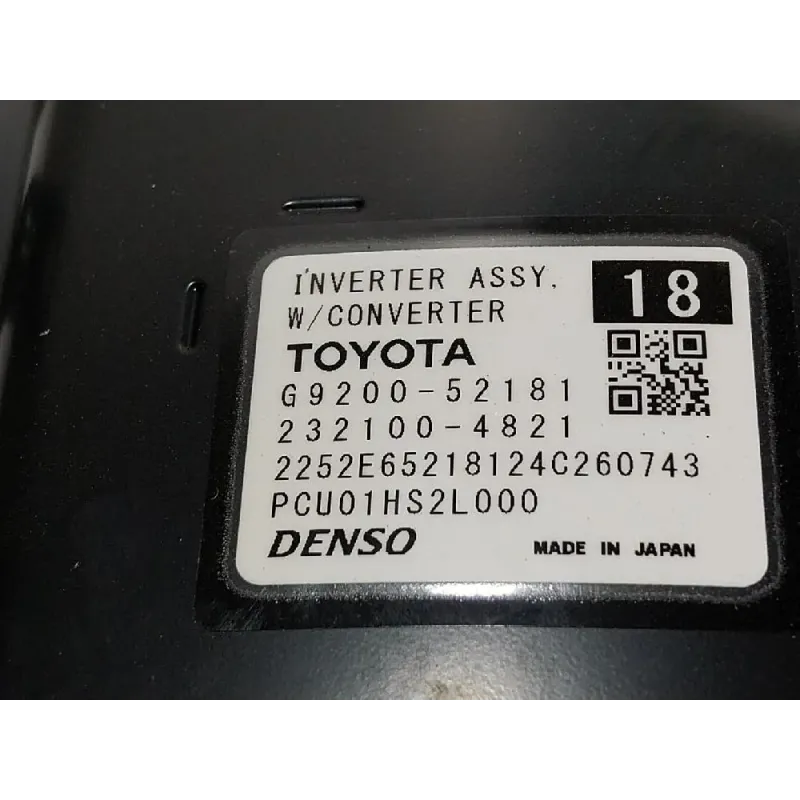 INVERTER ASSY. 18
W/CONVERTER
TOYOTA
G9200-52181
232100-4821
2252E65218124C260743
PCU01HS2L000
DENSO MADE IN JAPAN